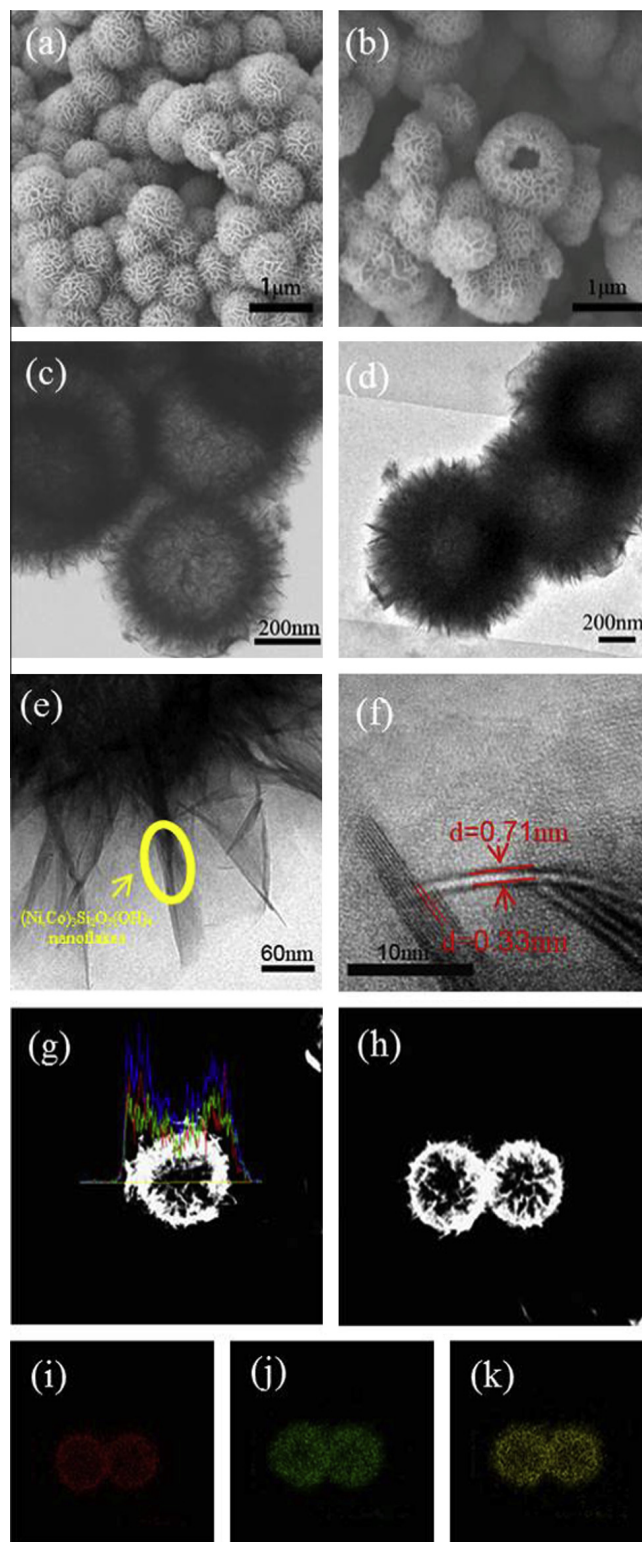 (a)
(b)
1μm
1μm
(c)
(d)
200nm
200nm
(e)
(f)
d=0.71nm
(Ni,Co)₃Si₂O₅(OH)₄
nanoflakes
60nm
d=0.33nm
10nm
(g)
(h)
(i)
(j)
(k)